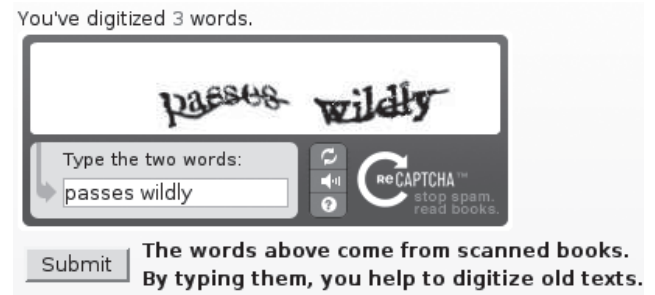 You've digitized 3 words.
passes wildly
Type the two words:
passes wildly
ReCAPTCHA™
stop spam.
read books.
Submit
The words above come from scanned books.
By typing them, you help to digitize old texts.